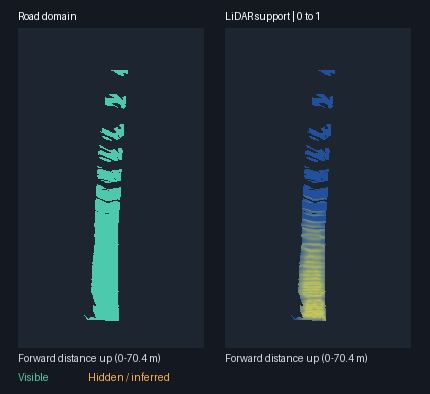 Road domain
LiDAR support | 0 to 1
Forward distance up (0-70.4 m)
Forward distance up (0-70.4 m)
Visible
Hidden / inferred